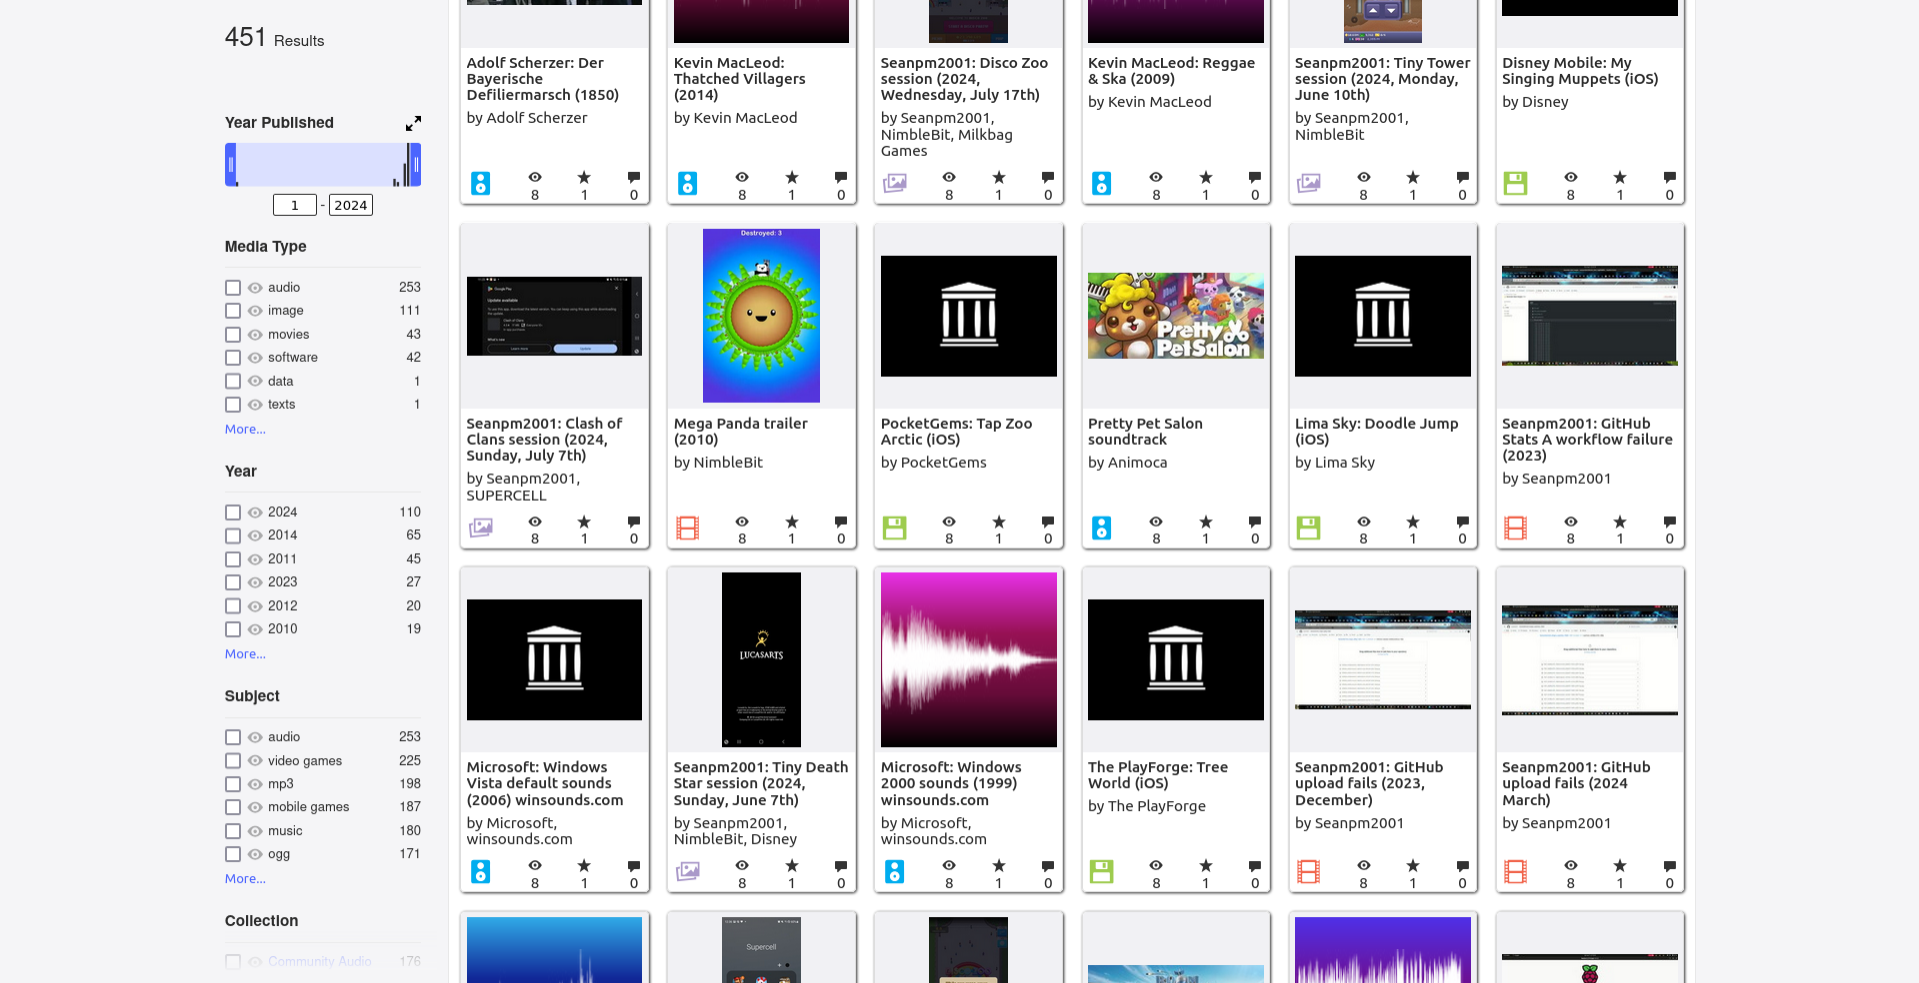 451 Results
Year Published
1 - 2024
Media Type
audio 253
image 111
movies 43
software 42
data 1
texts 1
More...
Year
2024 110
2014 65
2011 45
2023 27
2012 20
2010 19
More...
Subject
audio 253
video games 225
mp3 198
mobile games 187
music 180
ogg 171
More...
Collection
Community Audio 176
Adolf Scherzer: Der
Bayerische
Defiliermarsch (1850)
by Adolf Scherzer
8 1 0
Kevin MacLeod:
Thatched Villagers
(2014)
by Kevin MacLeod
8 1 0
Seanpm2001: Disco Zoo
session (2024,
Wednesday, July 17th)
by Seanpm2001,
NimbleBit, Milkbag
Games
8 1 0
Kevin MacLeod: Reggae
& Ska (2009)
by Kevin MacLeod
8 1 0
Seanpm2001: Tiny Tower
session (2024, Monday,
June 10th)
by Seanpm2001,
NimbleBit
8 1 0
Disney Mobile: My
Singing Muppets (iOS)
by Disney
8 1 0
Google Play
Update available
Clash of Clans
What's new
Learn more Update
Seanpm2001: Clash of
Clans session (2024,
Sunday, July 7th)
by Seanpm2001,
SUPERCELL
8 1 0
Destroyed: 3
Mega Panda trailer
(2010)
by NimbleBit
8 1 0
PocketGems: Tap Zoo
Arctic (iOS)
by PocketGems
8 1 0
Pretty
Pet Salon
Pretty Pet Salon
soundtrack
by Animoca
8 1 0
Lima Sky: Doodle Jump
(iOS)
by Lima Sky
8 1 0
Seanpm2001: GitHub
Stats A workflow failure
(2023)
by Seanpm2001
8 1 0
Microsoft: Windows
Vista default sounds
(2006) winsounds.com
by Microsoft,
winsounds.com
8 1 0
LUCASARTS
Seanpm2001: Tiny Death
Star session (2024,
Sunday, June 7th)
by Seanpm2001,
NimbleBit, Disney
8 1 0
Microsoft: Windows
2000 sounds (1999)
winsounds.com
by Microsoft,
winsounds.com
8 1 0
The PlayForge: Tree
World (iOS)
by The PlayForge
8 1 0
Seanpm2001: GitHub
upload fails (2023,
December)
by Seanpm2001
8 1 0
Seanpm2001: GitHub
upload fails (2024
March)
by Seanpm2001
8 1 0
Supercell